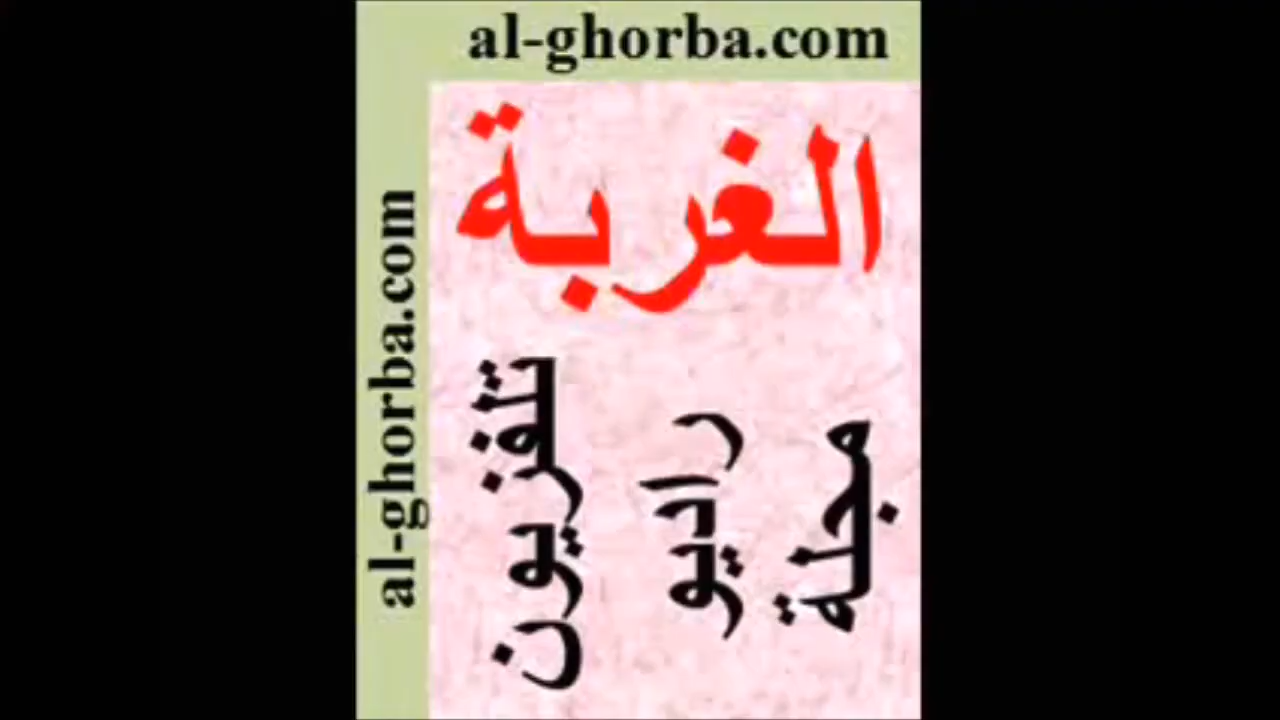 al-ghorba.com
al-ghorba.com
الغربة
مجلة
راديو
تلفزيون